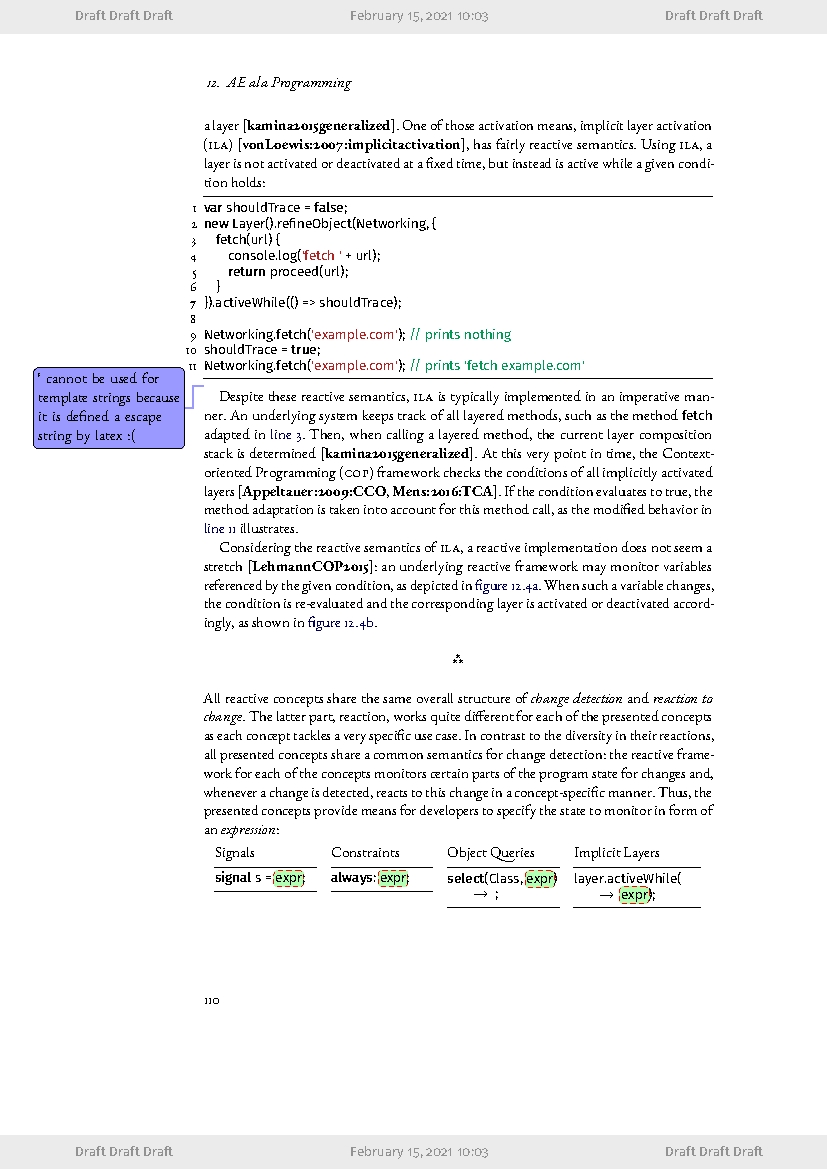 Draft Draft Draft February 15, 2021 10:03 Draft Draft Draft
12. AE ala Programming
a layer [kamina2015generalized]. One of those activation means, implicit layer activation
(ILA) [vonLoewis:2007:implicitactivation], has fairly reactive semantics. Using ILA, a
layer is not activated or deactivated at a fixed time, but instead is active while a given condi-
tion holds:
1 var shouldTrace = false;
2 new Layer().refineObject(Networking, {
3 fetch(url) {
4 console.log('fetch ' + url);
5 return proceed(url);
6 }
7 }).activeWhile(() => shouldTrace);
8
9 Networking.fetch('example.com'); // prints nothing
10 shouldTrace = true;
11 Networking.fetch('example.com'); // prints 'fetch example.com'
' cannot be used for
template strings because
it is defined a escape
string by latex :(
Despite these reactive semantics, ILA is typically implemented in an imperative man-
ner. An underlying system keeps track of all layered methods, such as the method fetch
adapted in line 3. Then, when calling a layered method, the current layer composition
stack is determined [kamina2015generalized]. At this very point in time, the Context-
oriented Programming (COP) framework checks the conditions of all implicitly activated
layers [Appeltauer:2009:CCO, Mens:2016:TCA]. If the condition evaluates to true, the
method adaptation is taken into account for this method call, as the modified behavior in
line 11 illustrates.
Considering the reactive semantics of ILA, a reactive implementation does not seem a
stretch [LehmannCOP2015]: an underlying reactive framework may monitor variables
referenced by the given condition, as depicted in figure 12.4a. When such a variable changes,
the condition is re-evaluated and the corresponding layer is activated or deactivated accord-
ingly, as shown in figure 12.4b.
⁂
All reactive concepts share the same overall structure of change detection and reaction to
change. The latter part, reaction, works quite different for each of the presented concepts
as each concept tackles a very specific use case. In contrast to the diversity in their reactions,
all presented concepts share a common semantics for change detection: the reactive frame-
work for each of the concepts monitors certain parts of the program state for changes and,
whenever a change is detected, reacts to this change in a concept-specific manner. Thus, the
presented concepts provide means for developers to specify the state to monitor in form of
an expression:
Signals Constraints Object Queries Implicit Layers
signal s = expr; always: expr; select(Class, expr) layer.activeWhile(
→ ; → expr);
110
Draft Draft Draft February 15, 2021 10:03 Draft Draft Draft